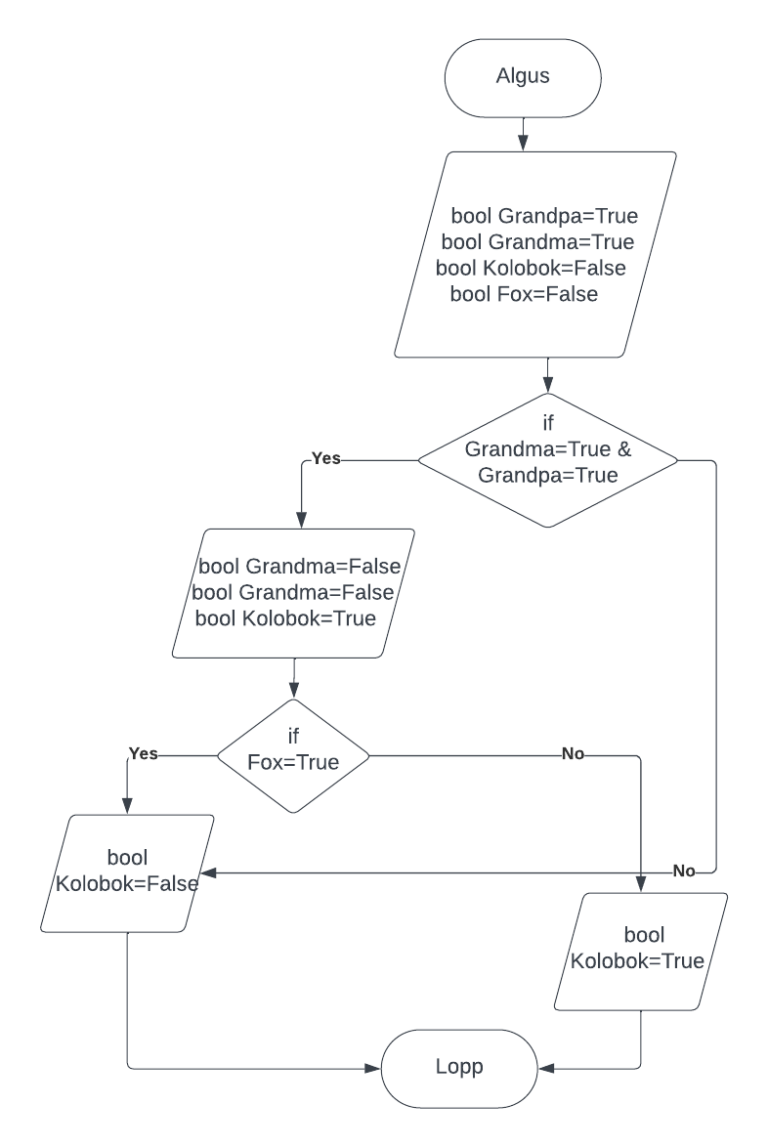 Algus
bool Grandpa=True
bool Grandma=True
bool Kolobok=False
bool Fox=False
if
Grandma=True &
Grandpa=True
Yes
bool Grandma=False
bool Grandma=False
bool Kolobok=True
if
Fox=True
Yes
No
bool
Kolobok=False
No
bool
Kolobok=True
Lopp